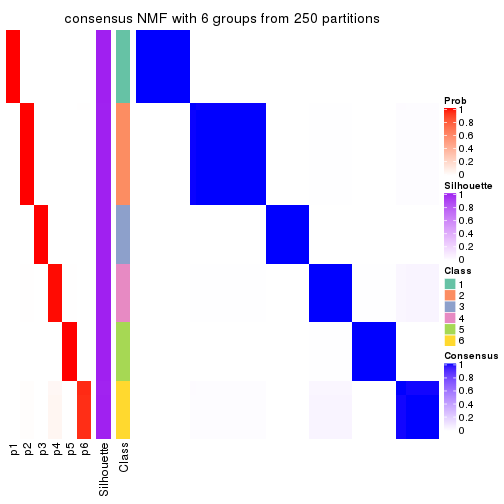 consensus NMF with 6 groups from 250 partitions
Prob
1
0.8
0.6
0.4
0.2
0
Silhouette
1
0.8
0.6
0.4
0.2
0
Class
1
2
3
4
5
6
Consensus
1
0.8
0.6
0.4
0.2
0
p1
p2
p3
p4
p5
p6
Silhouette
Class